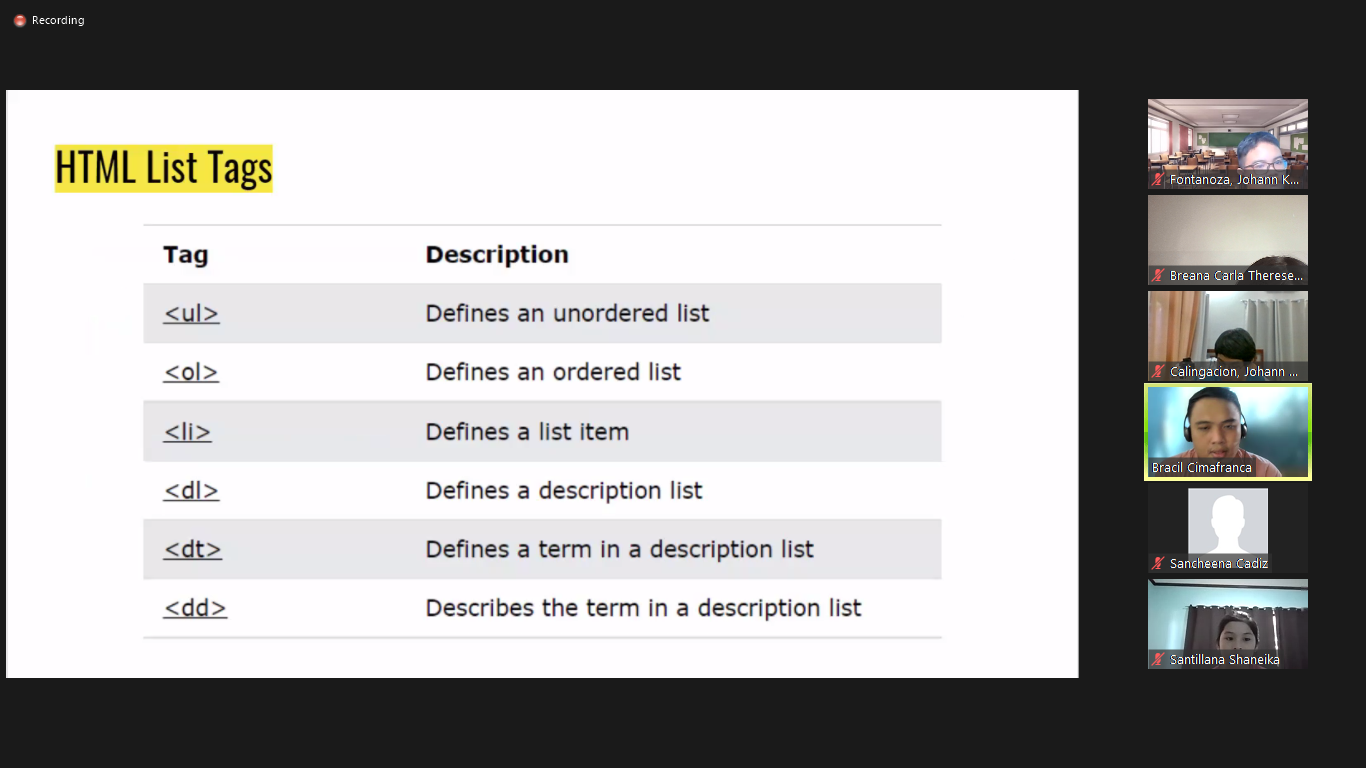 Recording
HTML List Tags
Tag Description
<ul> Defines an unordered list
<ol> Defines an ordered list
<li> Defines a list item
<dl> Defines a description list
<dt> Defines a term in a description list
<dd> Describes the term in a description list
Fontanoza, Johann K...
Breana Carla Therese...
Calingacion, Johann ...
Bracil Cimafranca
Sancheena Cadiz
Santillana Shaneika